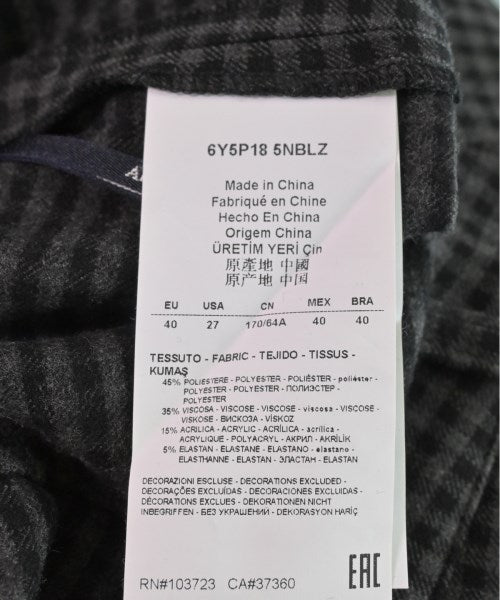 6Y5P18 5NBLZ
Made in China
Fabriqué en Chine
Hecho En China
Origem China
ÜRETİM YERİ Çin
原產地 中國
原产地 中国
EU USA CN MEX BRA
40 27 170/64A 40 40
TESSUTO - FABRIC - TEJIDO - TISSUS -
KUMAŞ
45% POLIESTERE - POLYESTER - POLIÉSTER - poliéster -
POLYESTER - POLYESTER - ПОЛИЭСТЕР -
POLYESTER
35% VISCOSA - VISCOSE - VISCOSE - viscosa - VISCOSE -
VISKOSE - ВИСКОЗА - VİSKOZ
15% ACRILICA - ACRYLIC - ACRÍLICA - acrílica -
ACRYLIQUE - POLYACRYL - АКРИЛ - AKRİLİK
5% ELASTAN - ELASTANE - ELASTANO - elastano -
ELASTHANNE - ELASTAN - ЭЛАСТАН - ELASTAN
DECORAZIONI ESCLUSE - DECORATIONS EXCLUDED -
DECORAÇÕES EXCLUÍDAS - DECORACIONES EXCLUIDAS -
DÉCORATIONS EXCLUES - DEKORATIONEN NICHT
INBEGRIFFEN - БЕЗ УКРАШЕНИЙ - DEKORASYON HARİÇ
RN#103723 CA#37360 EAC